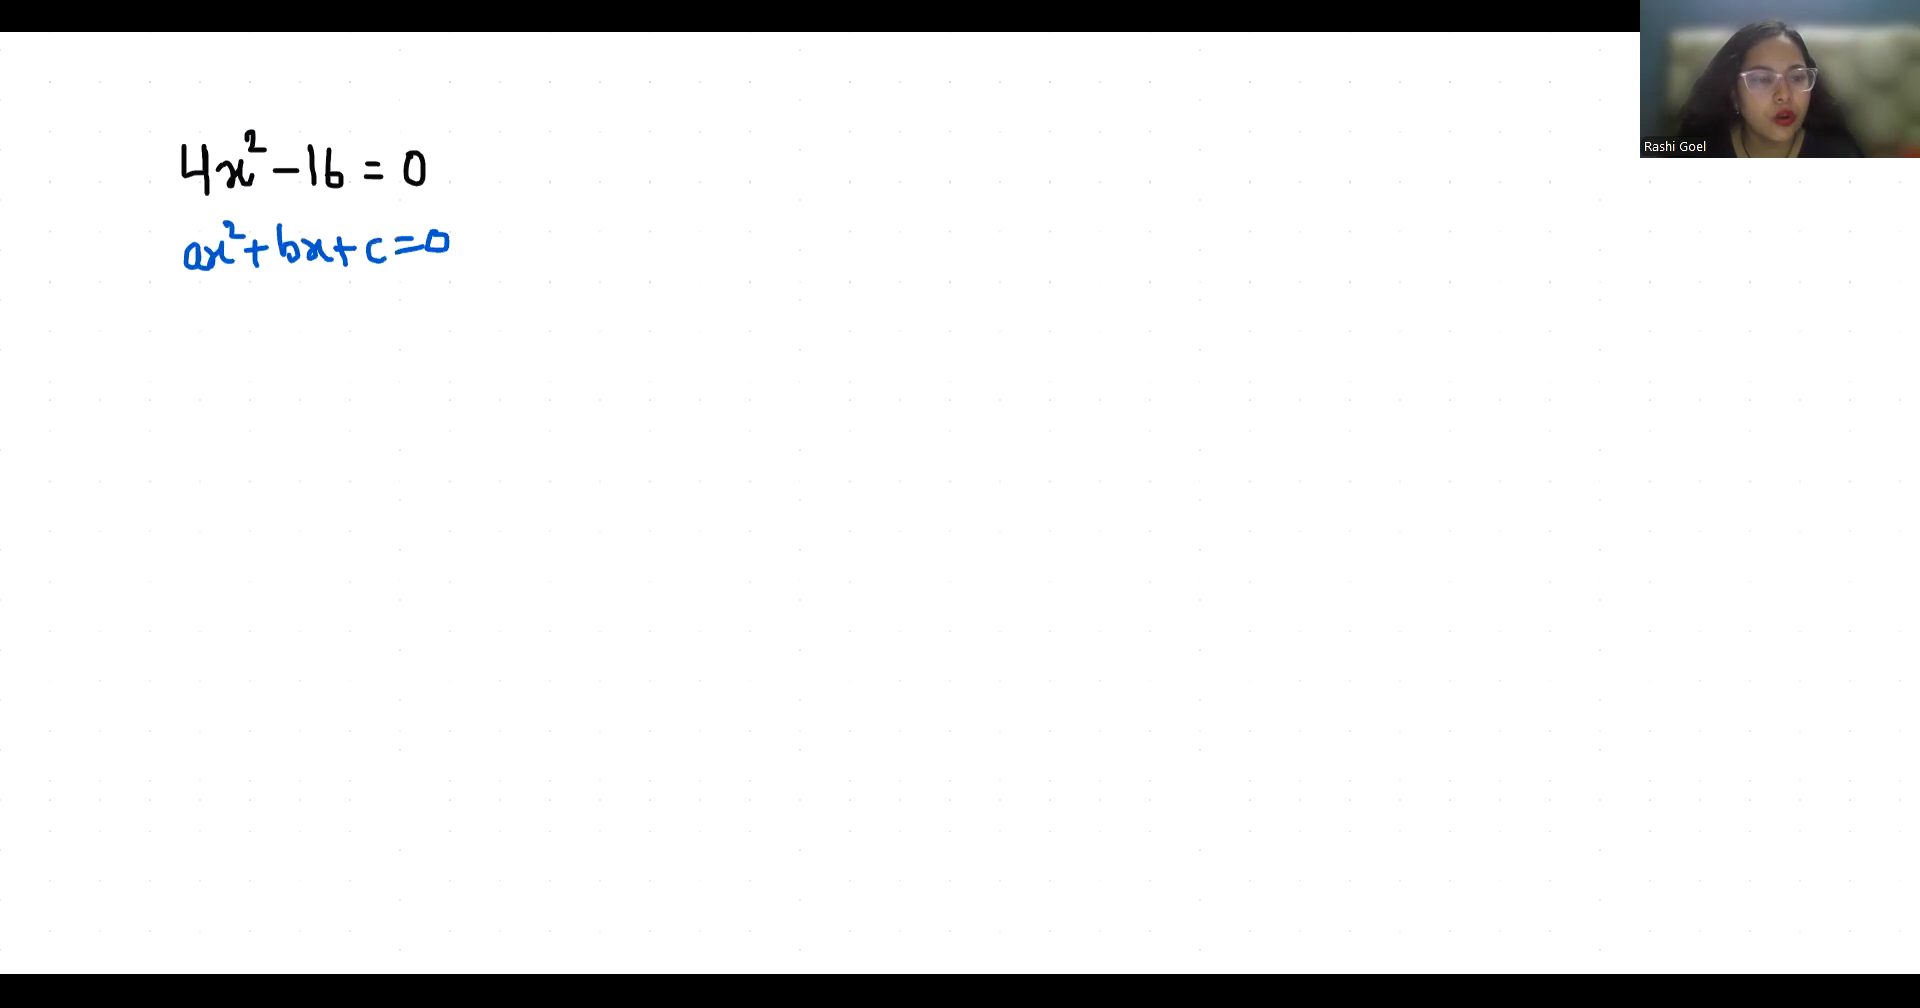 4x² - 16 = 0
ax² + bx + c = 0
Rashi Goel